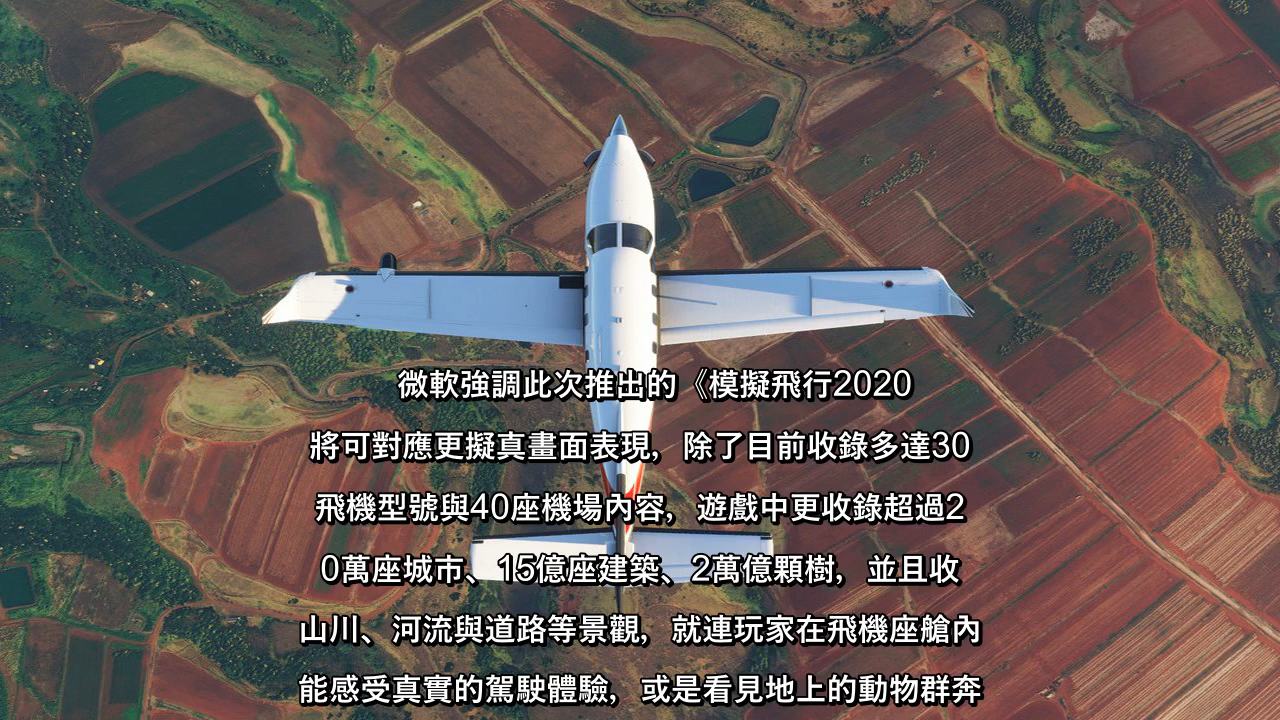 微軟強調此次推出的《模擬飛行2020
將可對應更擬真畫面表現，除了目前收錄多達30
飛機型號與40座機場內容，遊戲中更收錄超過2
0萬座城市、15億座建築、2萬億顆樹，並且收
山川、河流與道路等景觀，就連玩家在飛機座艙內
能感受真實的駕駛體驗，或是看見地上的動物群奔